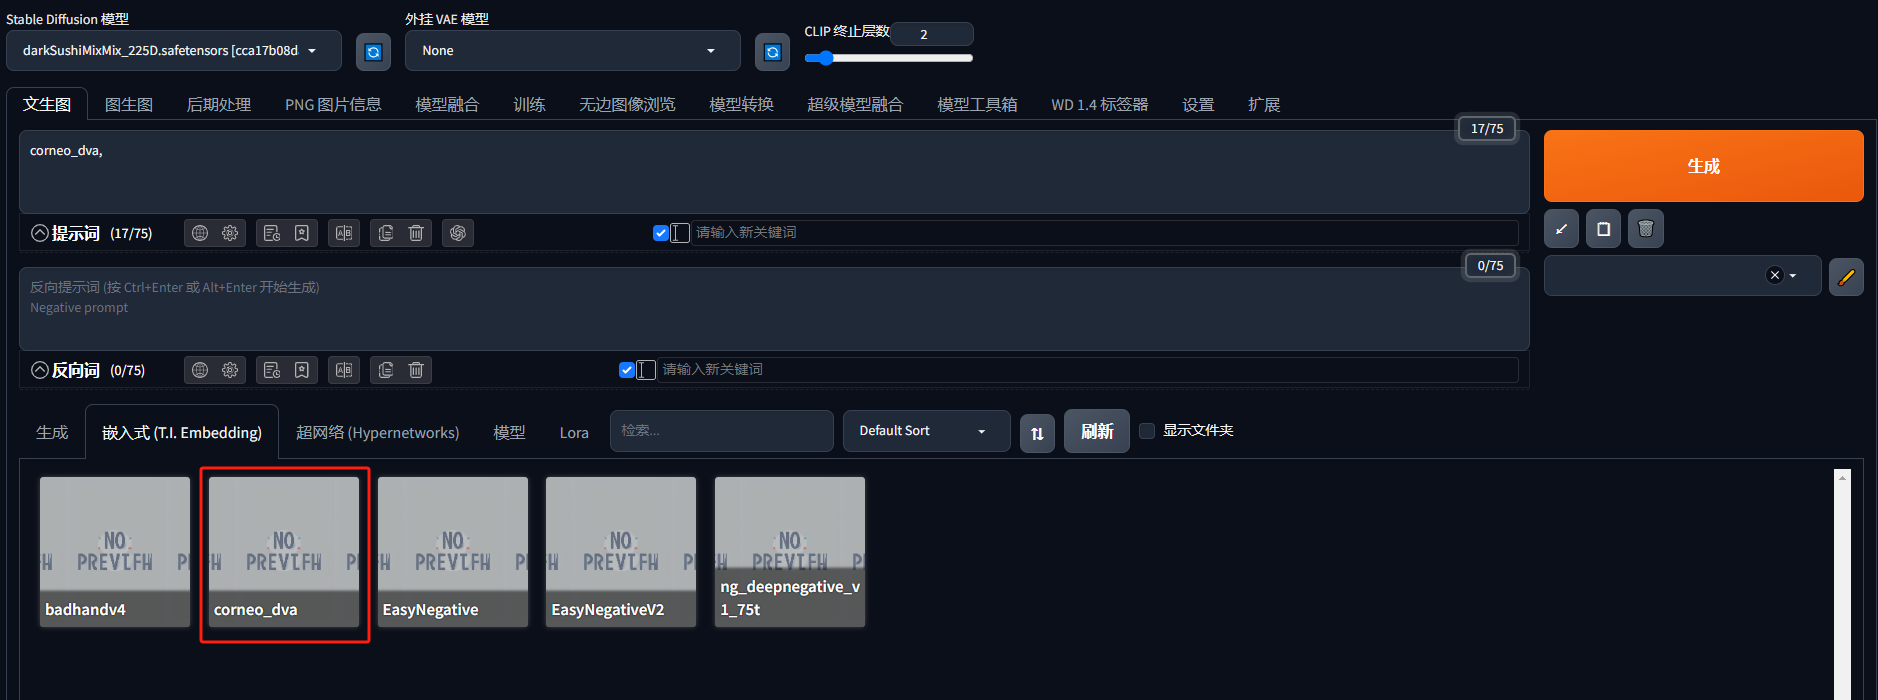 Stable Diffusion 模型
外挂 VAE 模型
CLIP 终止层数
2
darkSushiMixMix_225D.safetensors [cca17b08d
None
文生图 图生图 后期处理 PNG 图片信息 模型融合 训练 无边图像浏览 模型转换 超级模型融合 模型工具箱 WD 1.4 标签器 设置 扩展
17/75
corneo_dva,
生成
提示词 (17/75)
请输入新关键词
0/75
反向提示词 (按 Ctrl+Enter 或 Alt+Enter 开始生成)
Negative prompt
反向词 (0/75)
请输入新关键词
生成 嵌入式 (T.I. Embedding) 超网络 (Hypernetworks) 模型 Lora 检索... Default Sort 刷新 显示文件夹
NO
NO
NO
NO
NO
badhandv4
corneo_dva
EasyNegative
EasyNegativeV2
ng_deepnegative_v
1_75t